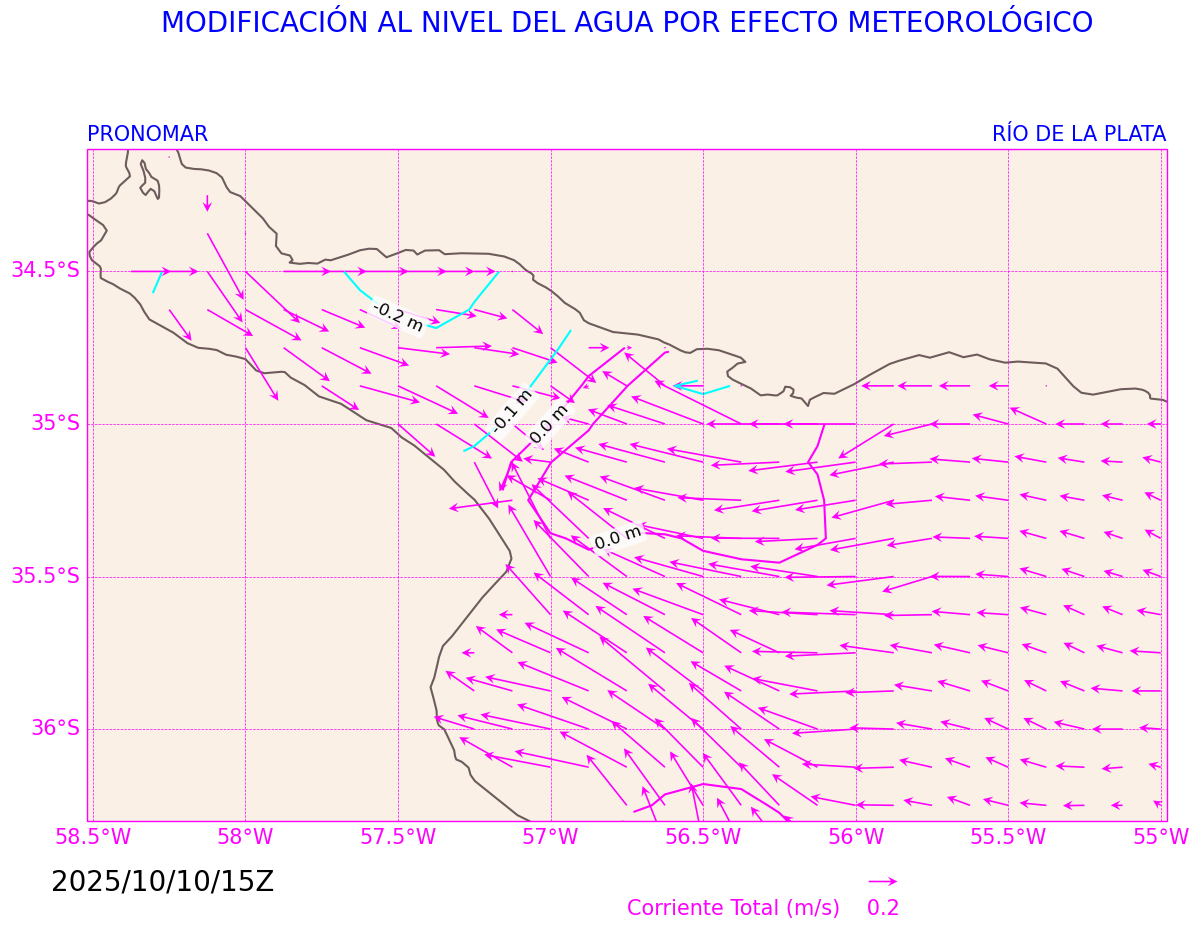 MODIFICACIÓN AL NIVEL DEL AGUA POR EFECTO METEOROLÓGICO
PRONOMAR
RÍO DE LA PLATA
34.5°S
35°S
35.5°S
36°S
-0.2 m
-0.1 m
0.0 m
0.0 m
58.5°W
58°W
57.5°W
57°W
56.5°W
56°W
55.5°W
55°W
2025/10/10/15Z
Corriente Total (m/s) 0.2